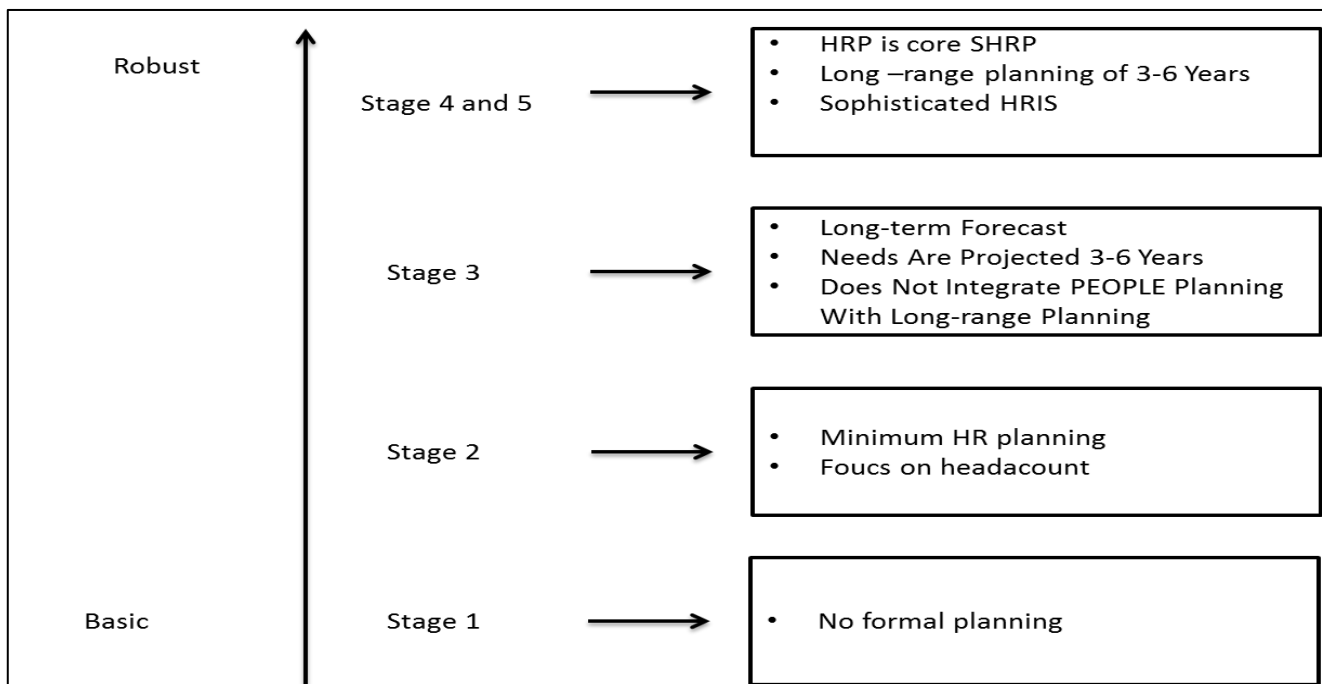 Robust
Stage 4 and 5
• HRP is core SHRP
• Long –range planning of 3-6 Years
• Sophisticated HRIS
Stage 3
• Long-term Forecast
• Needs Are Projected 3-6 Years
• Does Not Integrate PEOPLE Planning
With Long-range Planning
Stage 2
• Minimum HR planning
• Foucs on headacount
Basic
Stage 1
• No formal planning